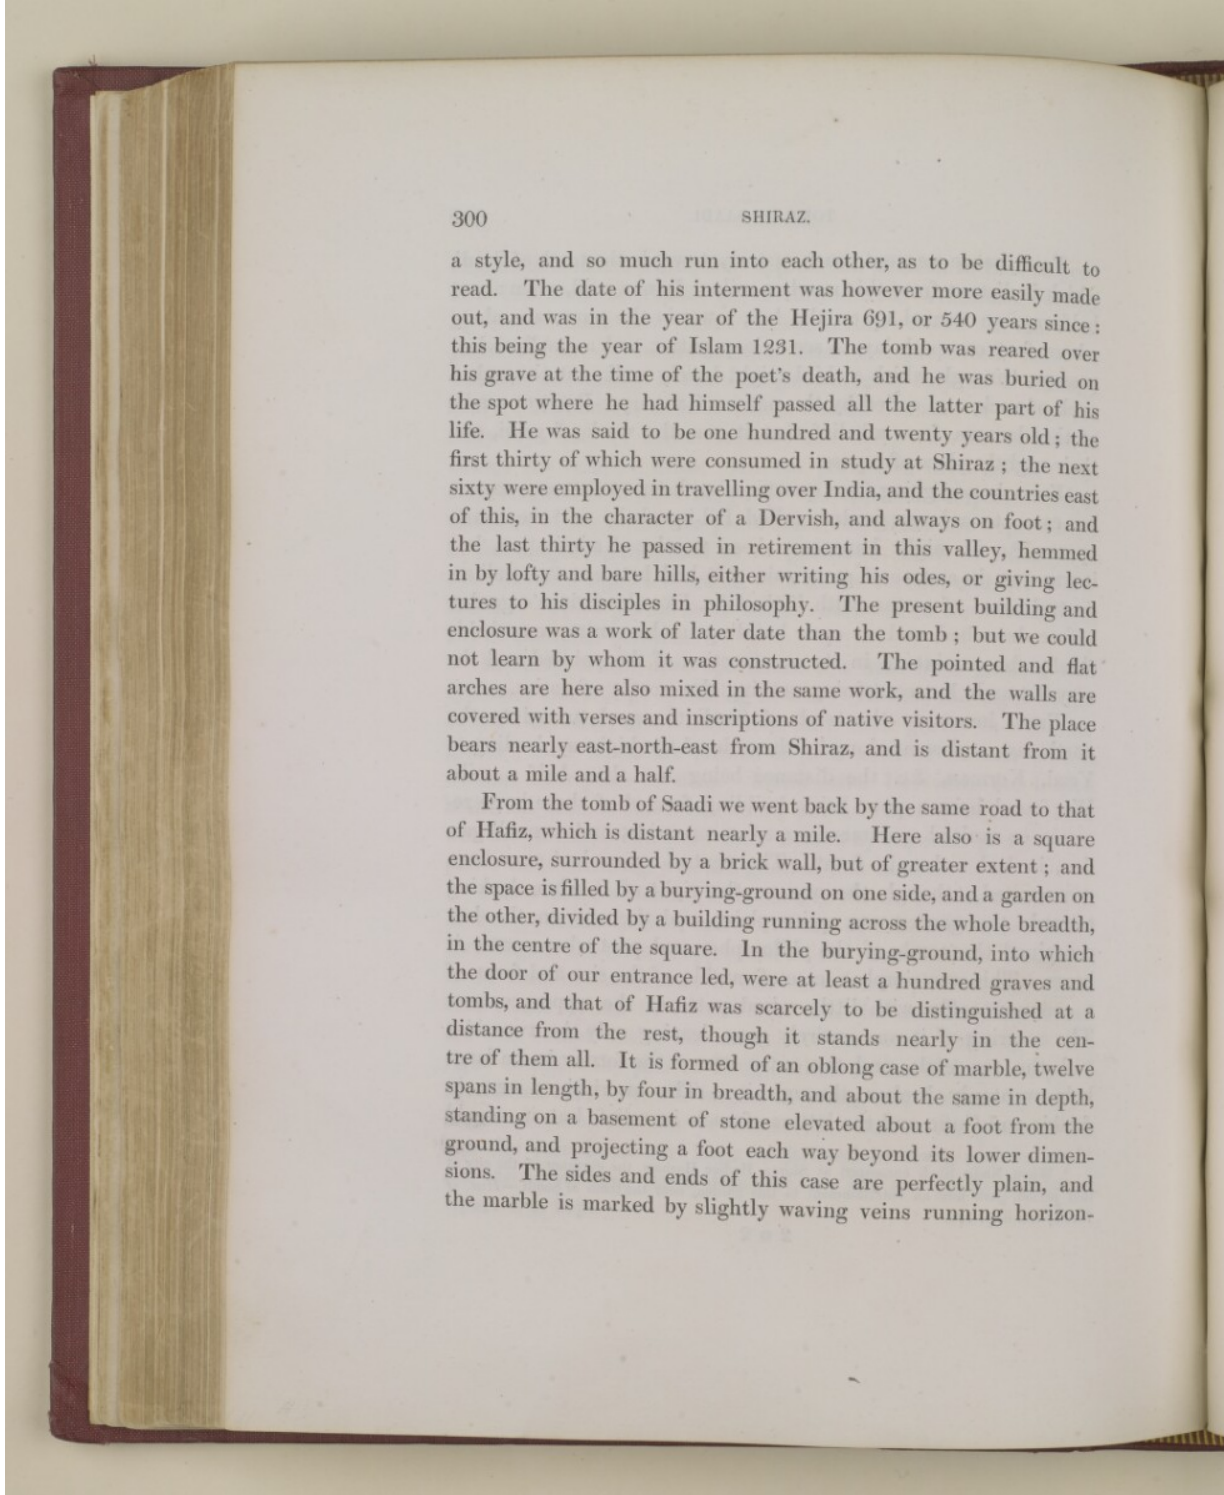 300 SHIRAZ.
a style, and so much run into each other, as to be difficult to
read. The date of his interment was however more easily made
out, and was in the year of the Hejira 691, or 540 years since:
this being the year of Islam 1231. The tomb was reared over
his grave at the time of the poet's death, and he was buried on
the spot where he had himself passed all the latter part of his
life. He was said to be one hundred and twenty years old; the
first thirty of which were consumed in study at Shiraz; the next
sixty were employed in travelling over India, and the countries east
of this, in the character of a Dervish, and always on foot; and
the last thirty he passed in retirement in this valley, hemmed
in by lofty and bare hills, either writing his odes, or giving lec-
tures to his disciples in philosophy. The present building and
enclosure was a work of later date than the tomb; but we could
not learn by whom it was constructed. The pointed and flat
arches are here also mixed in the same work, and the walls are
covered with verses and inscriptions of native visitors. The place
bears nearly east-north-east from Shiraz, and is distant from it
about a mile and a half.
From the tomb of Saadi we went back by the same road to that
of Hafiz, which is distant nearly a mile. Here also is a square
enclosure, surrounded by a brick wall, but of greater extent; and
the space is filled by a burying-ground on one side, and a garden on
the other, divided by a building running across the whole breadth,
in the centre of the square. In the burying-ground, into which
the door of our entrance led, were at least a hundred graves and
tombs, and that of Hafiz was scarcely to be distinguished at a
distance from the rest, though it stands nearly in the cen-
tre of them all. It is formed of an oblong case of marble, twelve
spans in length, by four in breadth, and about the same in depth,
standing on a basement of stone elevated about a foot from the
ground, and projecting a foot each way beyond its lower dimen-
sions. The sides and ends of this case are perfectly plain, and
the marble is marked by slightly waving veins running horizon-